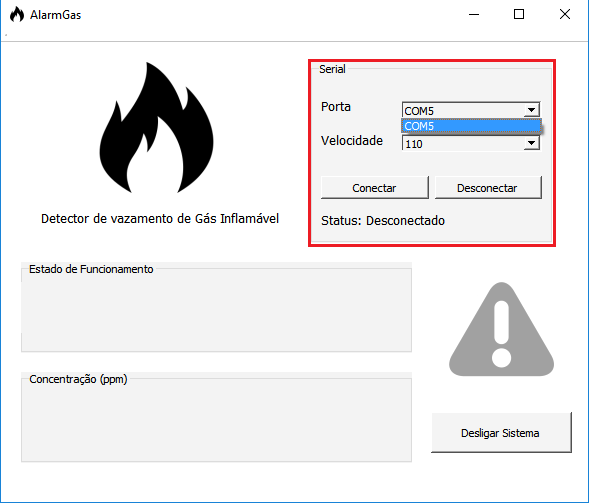 AlarmGas
Serial
Porta
COM5
COM5
Velocidade
110
Conectar
Desconectar
Status: Desconectado
Detector de vazamento de Gás Inflamável
Estado de Funcionamento
Concentração (ppm)
Desligar Sistema